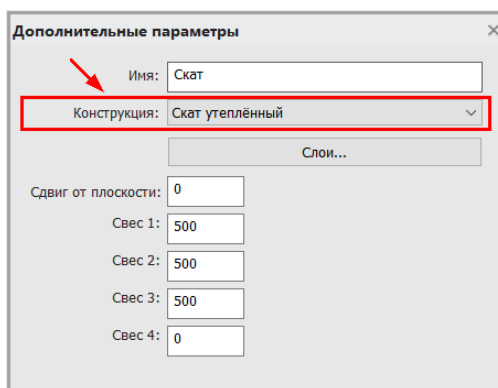 Дополнительные параметры
Имя: Скат
Конструкция: Скат утеплённый
Слои...
Сдвиг от плоскости: 0
Свес 1: 500
Свес 2: 500
Свес 3: 500
Свес 4: 0